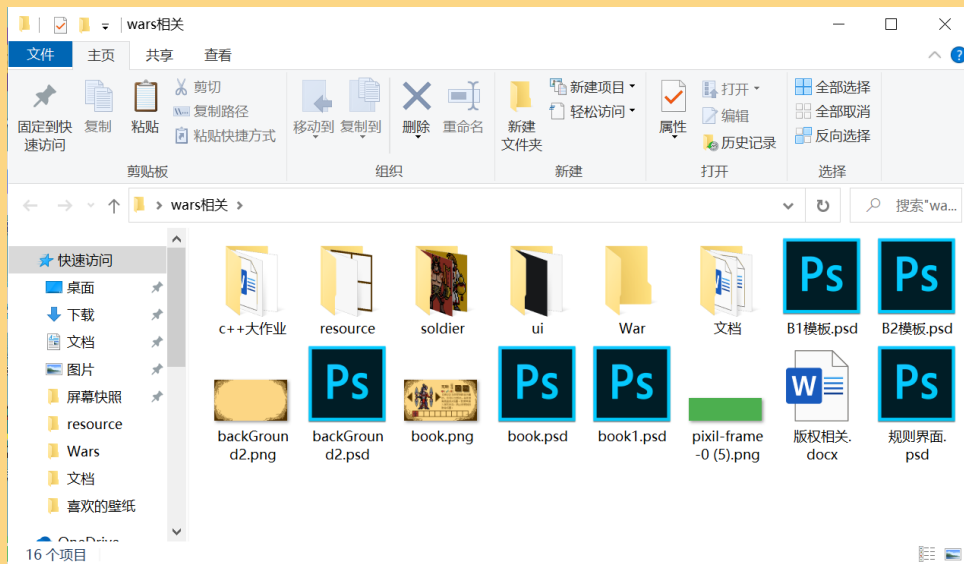 wars相关
文件 主页 共享 查看
固定到快速访问
复制
粘贴
剪切
复制路径
粘贴快捷方式
移动到 复制到
删除 重命名
新建文件夹
新建项目
轻松访问
属性
打开
编辑
历史记录
全部选择
全部取消
反向选择
剪贴板 组织 新建 打开 选择
wars相关
搜索"wa...
快速访问
桌面
下载
文档
图片
屏幕快照
resource
Wars
文档
喜欢的壁纸
OneDrive
c++大作业 resource soldier ui War 文档 B1模板.psd B2模板.psd
Ps Ps
W
backGroun
d2.png
backGroun
d2.psd
book.png
book.psd
book1.psd
pixil-frame
-0 (5).png
版权相关.
docx
规则界面.
psd
Ps Ps Ps W Ps
16 个项目